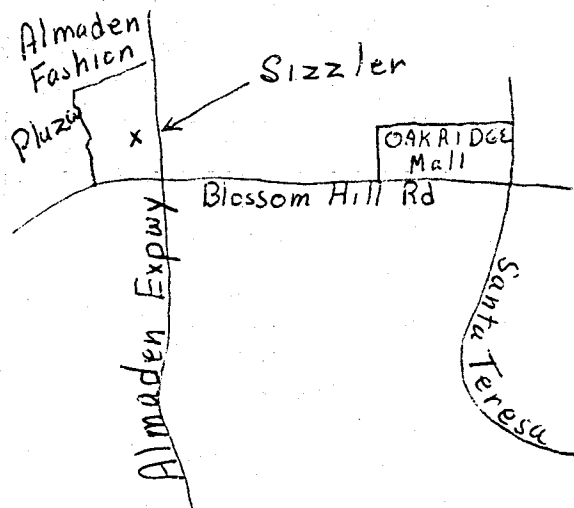 Almaden
Fashion
Plaza
Sizzler
x
OAKRIDGE
Mall
Blossom Hill Rd
Almaden Expwy
Santa Teresa